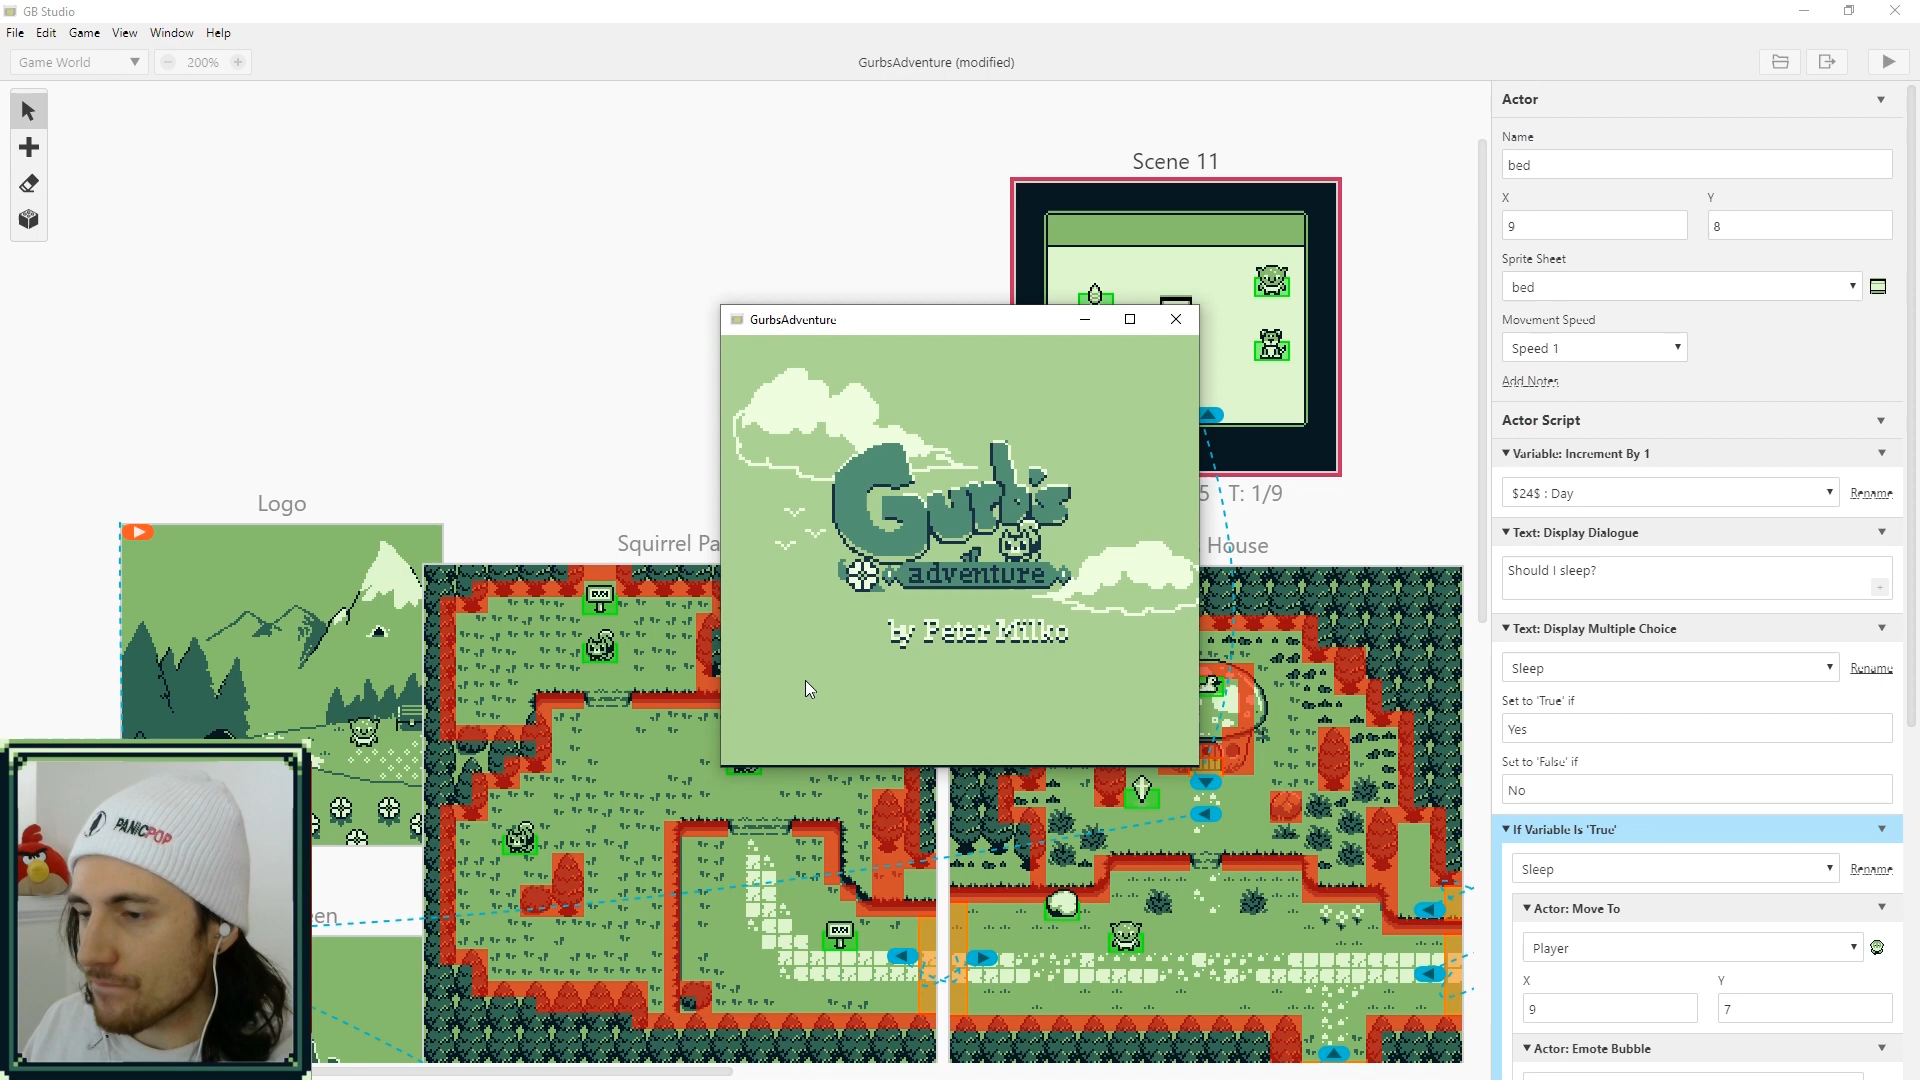 GB Studio
File Edit Game View Window Help
Game World
200%
GurbsAdventure (modified)
Actor
Name
bed
X
Y
9
8
Sprite Sheet
bed
Movement Speed
Speed 1
Add Notes
Actor Script
Variable: Increment By 1
$24$ : Day
Rename
Text: Display Dialogue
Should I sleep?
Text: Display Multiple Choice
Sleep
Rename
Set to 'True' if
Yes
Set to 'False' if
No
If Variable Is 'True'
Sleep
Rename
Actor: Move To
Player
X
Y
9
7
Actor: Emote Bubble
Scene 11
5 T: 1/9
GurbsAdventure
Gurb's
adventure
by Peter Milko
Logo
Squirrel Pa
House
een
PANICPOP